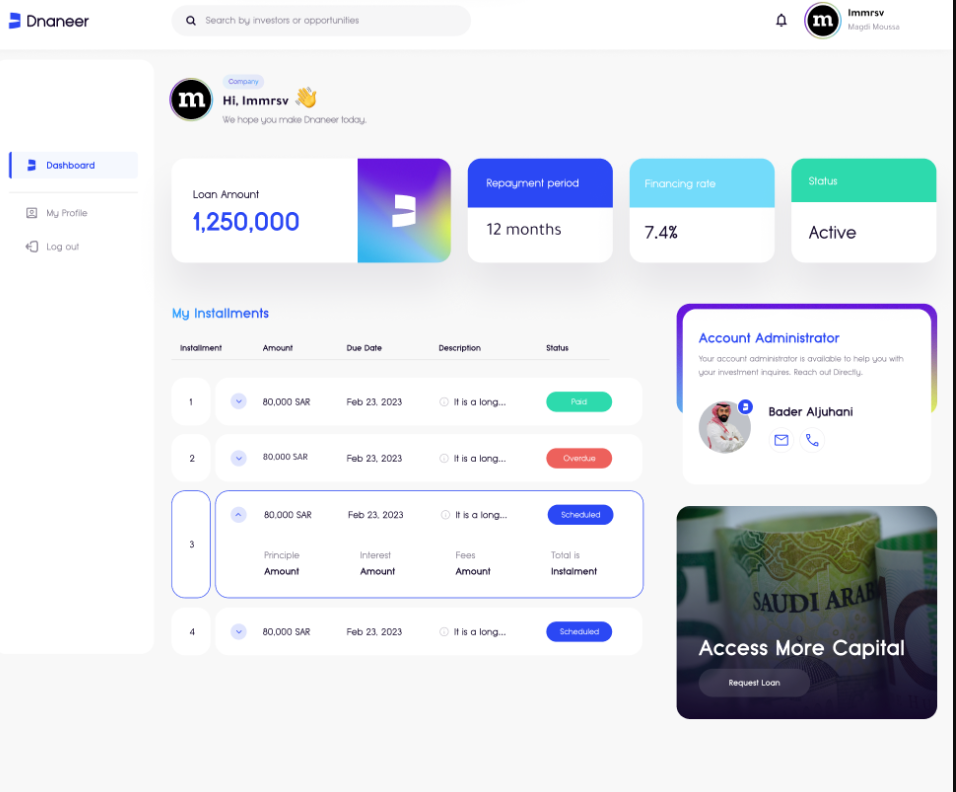 Dnaneer
Search by investors or opportunities
Immrsv
Magdi Moussa
m
Dashboard
My Profile
Log out
m
Company
Hi, Immrsv 👋
We hope you make Dnaneer today.
Loan Amount
1,250,000
Repayment period
12 months
Financing rate
7.4%
Status
Active
My Installments
Installment Amount Due Date Description Status
1 80,000 SAR Feb 23, 2023 It is a long... Paid
2 80,000 SAR Feb 23, 2023 It is a long... Overdue
3 80,000 SAR Feb 23, 2023 It is a long... Scheduled
Principle Interest Fees Total is
Amount Amount Amount Instalment
4 80,000 SAR Feb 23, 2023 It is a long... Scheduled
Account Administrator
Your account administrator is available to help you with
your investment inquires. Reach out Directly.
Bader Aljuhani
SAUDI ARAB
Access More Capital
Request Loan